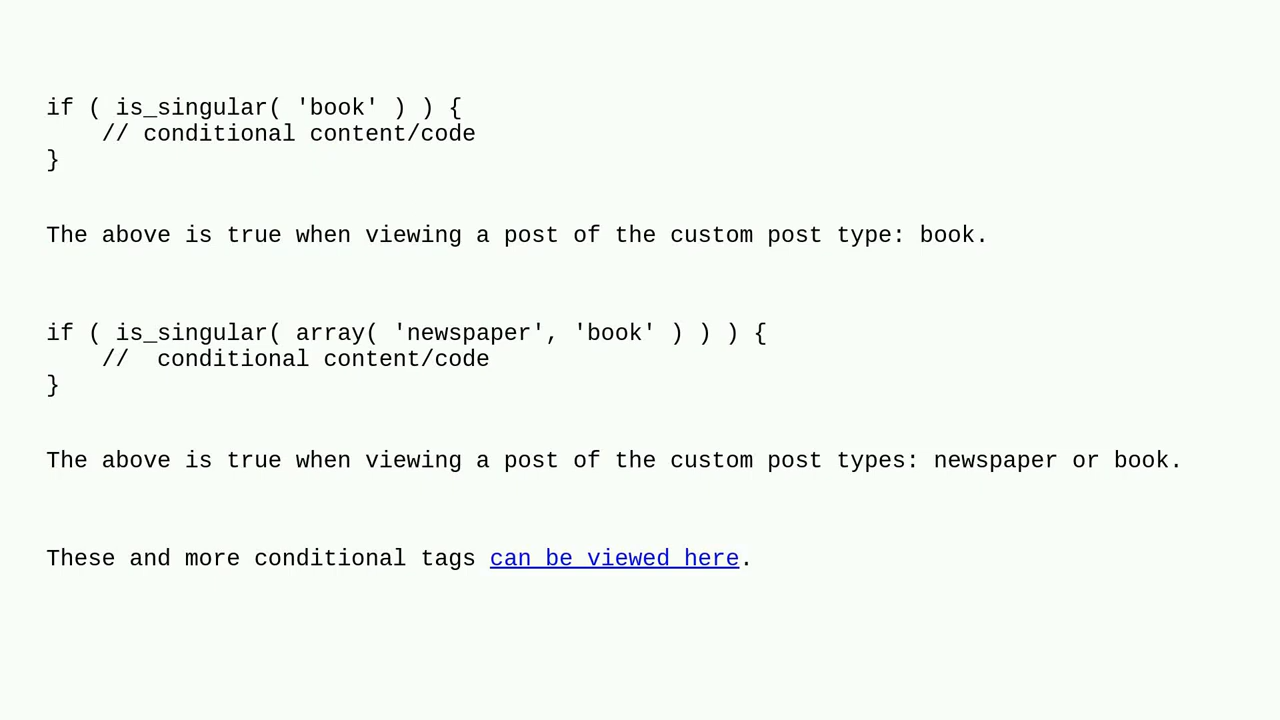 if ( is_singular( 'book' ) ) {
    // conditional content/code
}
The above is true when viewing a post of the custom post type: book.
if ( is_singular( array( 'newspaper', 'book' ) ) ) {
    //  conditional content/code
}
The above is true when viewing a post of the custom post types: newspaper or book.
These and more conditional tags can be viewed here.